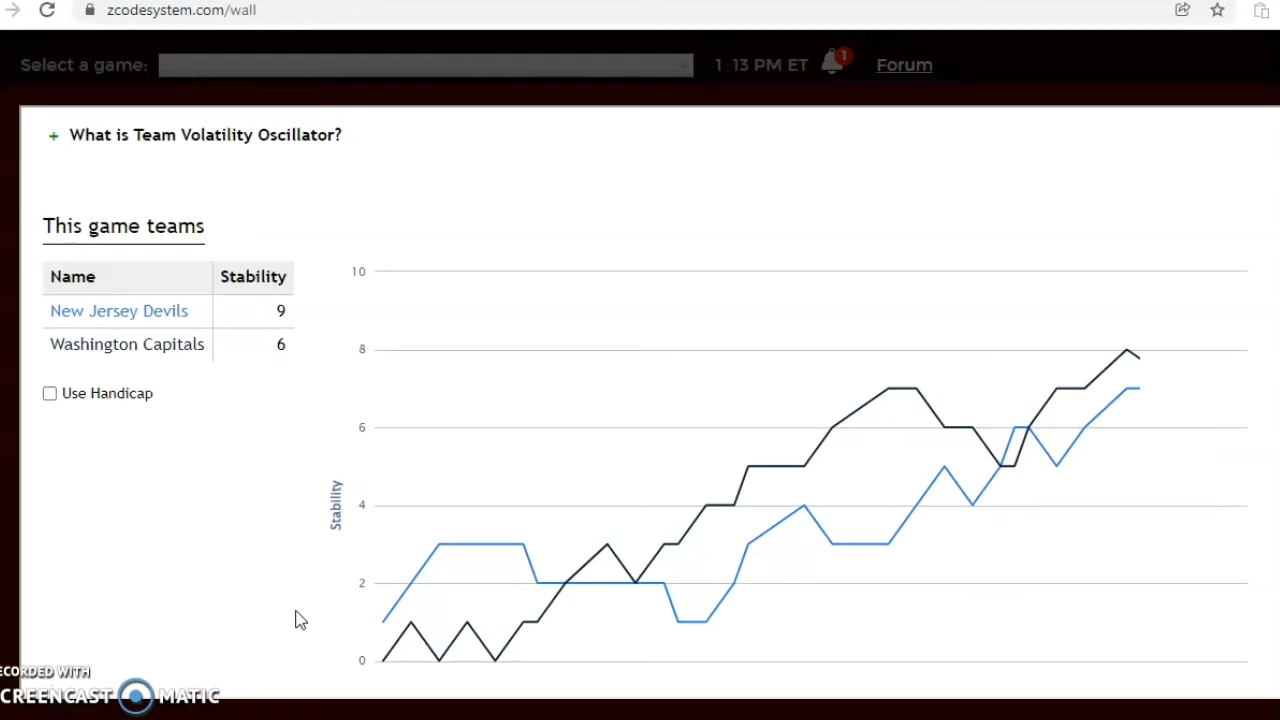 zcodesystem.com/wall
Select a game:
1:13 PM ET
1
Forum
+ What is Team Volatility Oscillator?
This game teams
Name Stability
New Jersey Devils 9
Washington Capitals 6
Use Handicap
Stability
10
8
6
4
2
0
ECORDED WITH
CREENCAST MATIC